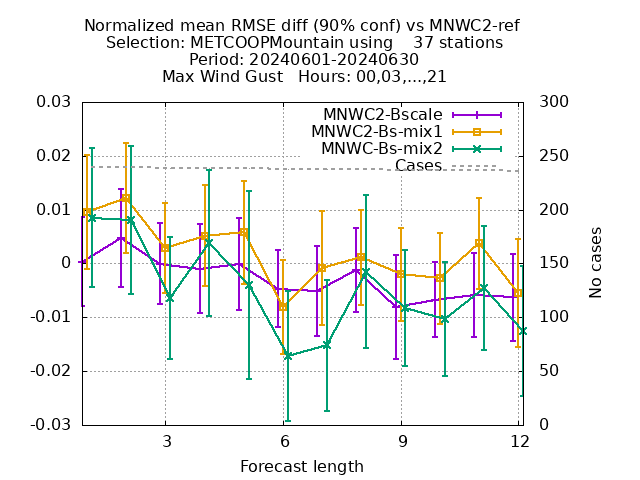 Normalized mean RMSE diff (90% conf) vs MNWC2-ref
Selection: METCOOPMountain using    37 stations
Period: 20240601-20240630
Max Wind Gust   Hours: 00,03,...,21
MNWC2-Bscale
MNWC2-Bs-mix1
MNWC-Bs-mix2
Cases
0.03
0.02
0.01
0
-0.01
-0.02
-0.03
300
250
200
150
100
50
0
No cases
3 6 9 12
Forecast length